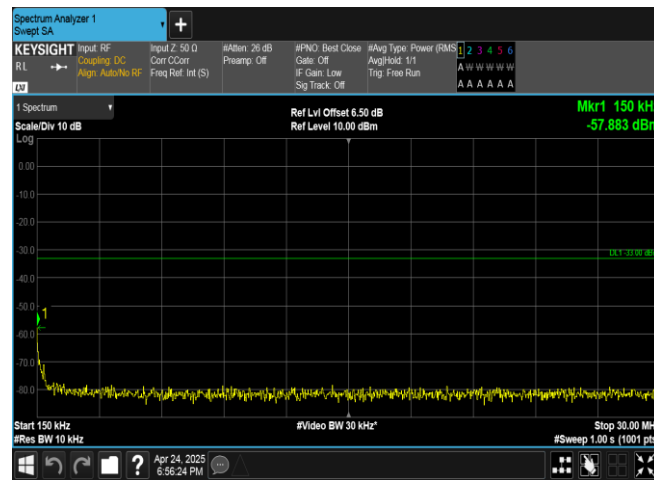 Spectrum Analyzer 1
Swept SA
+
KEYSIGHT Input: RF Input Z: 50 Ω #Atten: 26 dB #PNO: Best Close #Avg Type: Power (RMS 1 2 3 4 5 6
R L Coupling: DC Corr CCorr Preamp: Off Gate: Off Avg|Hold: 1/1 A W W W W W
Align: Auto/No RF Freq Ref: Int (S) IF Gain: Low Trig: Free Run
LXI Sig Track: Off A A A A A A
1 Spectrum Ref Lvl Offset 6.50 dB Mkr1 150 kH
Scale/Div 10 dB Ref Level 10.00 dBm -57.883 dBm
Log
0.00
-10.0
-20.0
-30.0 DL1 -33.00 dB
-40.0
-50.0
1
-60.0
-70.0
-80.0
Start 150 kHz #Video BW 30 kHz* Stop 30.00 MH
#Res BW 10 kHz #Sweep 1.00 s (1001 pts
? Apr 24, 2025
6:56:24 PM